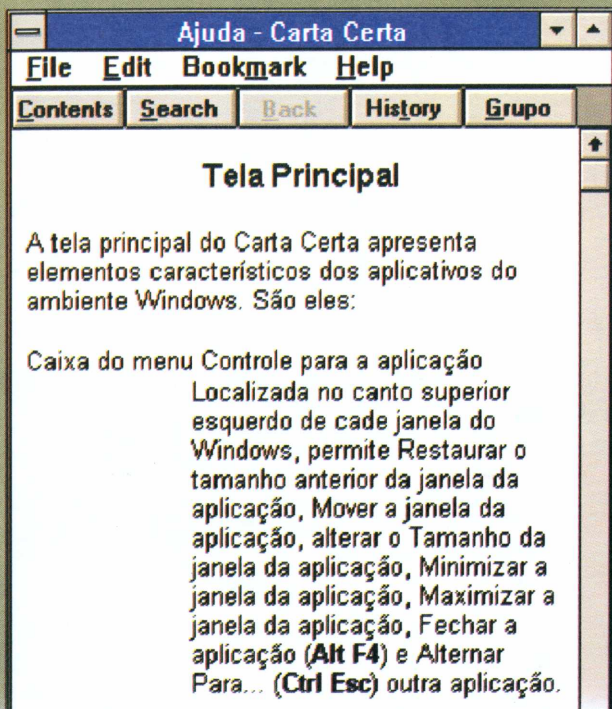 Ajuda - Carta Certa
File Edit Bookmark Help
Contents Search Back History Grupo
Tela Principal
A tela principal do Carta Certa apresenta
elementos característicos dos aplicativos do
ambiente Windows. São eles:
Caixa do menu Controle para a aplicação
Localizada no canto superior
esquerdo de cade janela do
Windows, permite Restaurar o
tamanho anterior da janela da
aplicação, Mover a janela da
aplicação, alterar o Tamanho da
janela da aplicação, Minimizar a
janela da aplicação, Maximizar a
janela da aplicação, Fechar a
aplicação (Alt F4) e Alternar
Para... (Ctrl Esc) outra aplicação.